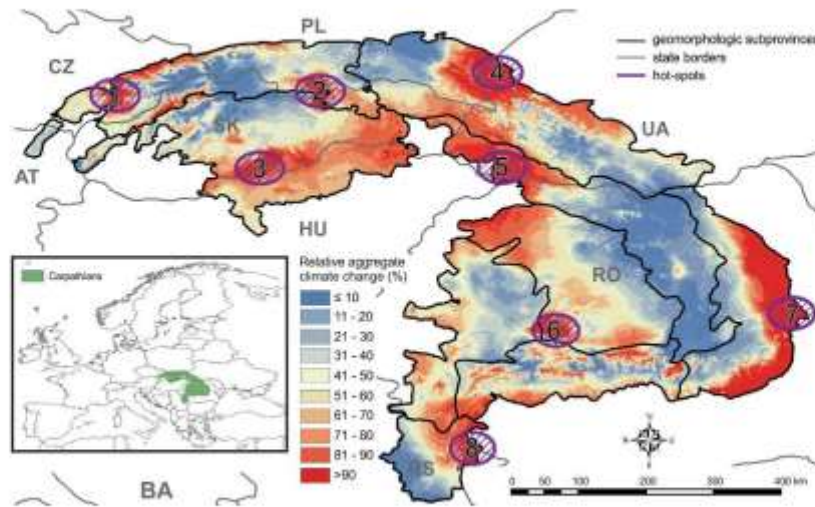 PL
CZ
geomorphologic subprovinces
state borders
hot-spots
1
2
4
SK
UA
AT
3
5
HU
Carpathians
Relative aggregate
climate change (%)
≤ 10
11 - 20
21 - 30
31 - 40
41 - 50
51 - 60
61 - 70
71 - 80
81 - 90
>90
RO
6
7
8
RS
BA
0
100
200
300
400 km